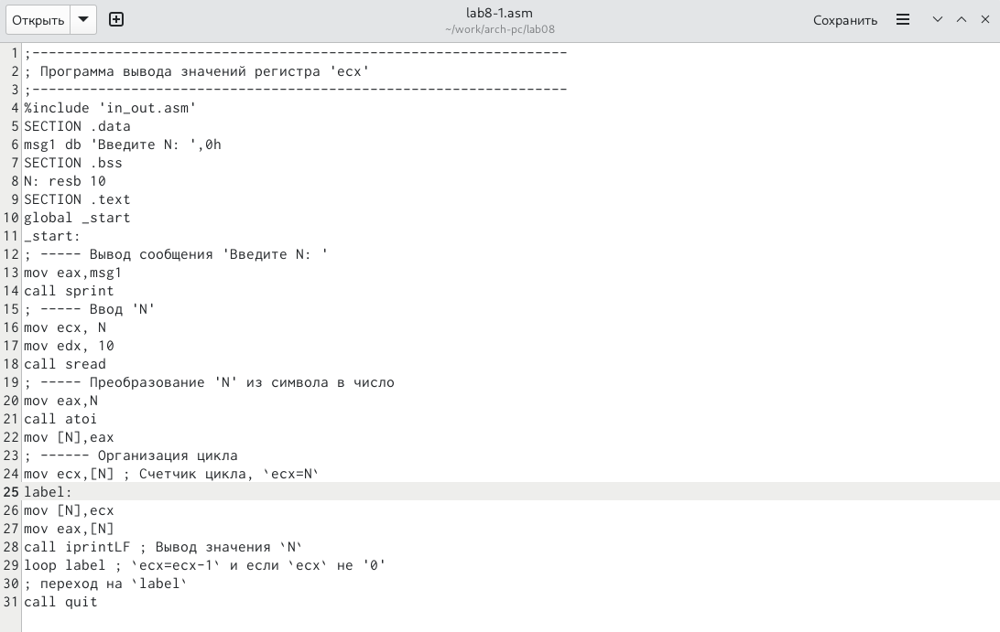 Открыть
lab8-1.asm
~/work/arch-pc/lab08
Сохранить
1 ;-----------------------------------------------------------------
2 ; Программа вывода значений регистра 'ecx'
3 ;-----------------------------------------------------------------
4 %include 'in_out.asm'
5 SECTION .data
6 msg1 db 'Введите N: ',0h
7 SECTION .bss
8 N: resb 10
9 SECTION .text
10 global _start
11 _start:
12 ; ----- Вывод сообщения 'Введите N: '
13 mov eax,msg1
14 call sprint
15 ; ----- Ввод 'N'
16 mov ecx, N
17 mov edx, 10
18 call sread
19 ; ----- Преобразование 'N' из символа в число
20 mov eax,N
21 call atoi
22 mov [N],eax
23 ; ------ Организация цикла
24 mov ecx,[N] ; Счетчик цикла, `ecx=N`
25 label:
26 mov [N],ecx
27 mov eax,[N]
28 call iprintLF ; Вывод значения `N`
29 loop label ; `ecx=ecx-1` и если `ecx` не '0'
30 ; переход на `label`
31 call quit